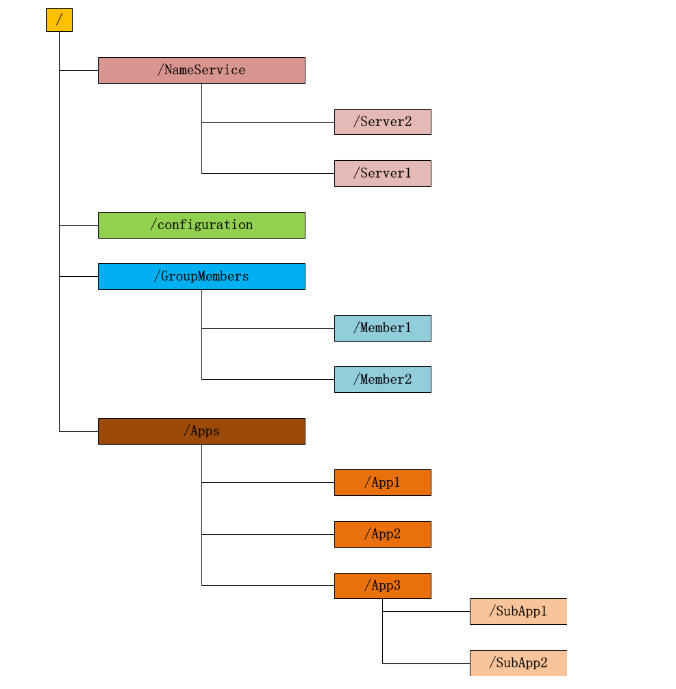 /
/NameService
/Server2
/Server1
/configuration
/GroupMembers
/Member1
/Member2
/Apps
/App1
/App2
/App3
/SubApp1
/SubApp2